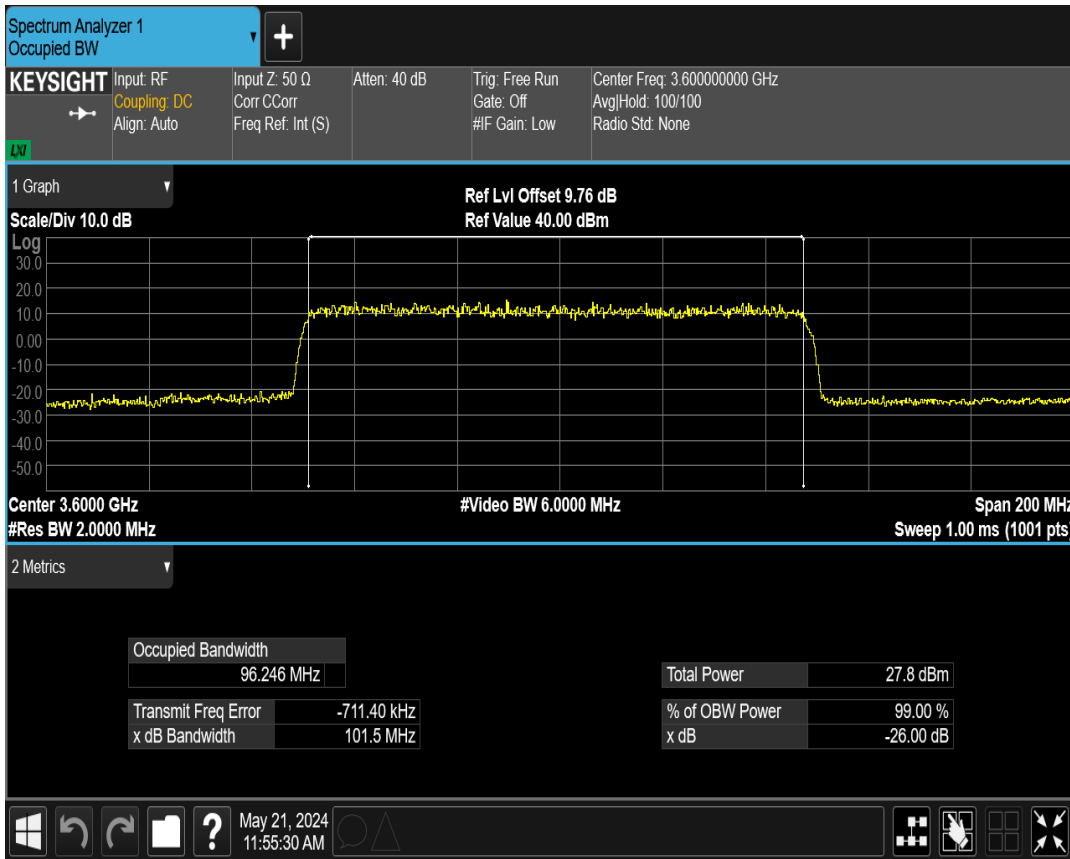 Spectrum Analyzer 1
Occupied BW
+
KEYSIGHT
LXI
Input: RF
Coupling: DC
Align: Auto
Input Z: 50 Ω
Corr CCorr
Freq Ref: Int (S)
Atten: 40 dB
Trig: Free Run
Gate: Off
#IF Gain: Low
Center Freq: 3.600000000 GHz
Avg|Hold: 100/100
Radio Std: None
1 Graph
Scale/Div 10.0 dB
Ref Lvl Offset 9.76 dB
Ref Value 40.00 dBm
Log
30.0
20.0
10.0
0.00
-10.0
-20.0
-30.0
-40.0
-50.0
Center 3.6000 GHz
#Video BW 6.0000 MHz
Span 200 MHz
#Res BW 2.0000 MHz
Sweep 1.00 ms (1001 pts)
2 Metrics
Occupied Bandwidth
96.246 MHz
Transmit Freq Error -711.40 kHz
x dB Bandwidth 101.5 MHz
Total Power 27.8 dBm
% of OBW Power 99.00 %
x dB -26.00 dB
?
May 21, 2024
11:55:30 AM